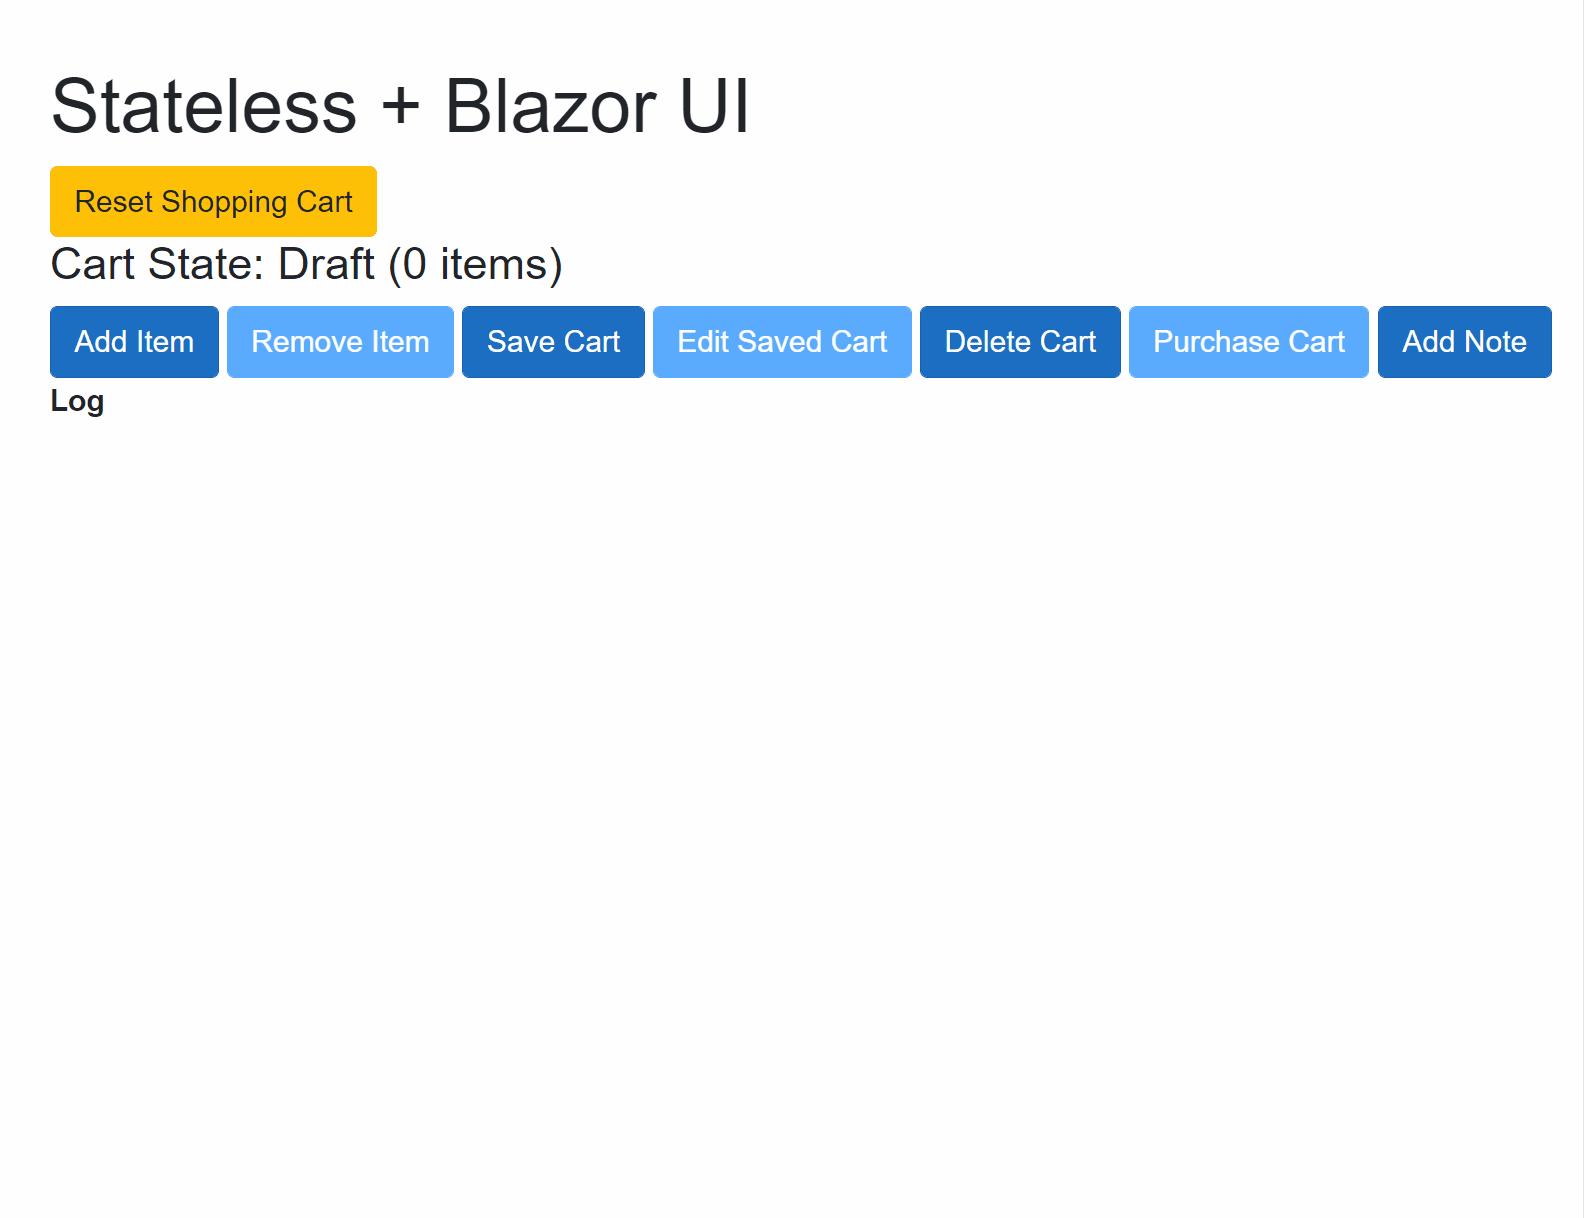 Stateless + Blazor UI
Reset Shopping Cart
Cart State: Draft (0 items)
Add Item Remove Item Save Cart Edit Saved Cart Delete Cart Purchase Cart Add Note
Log